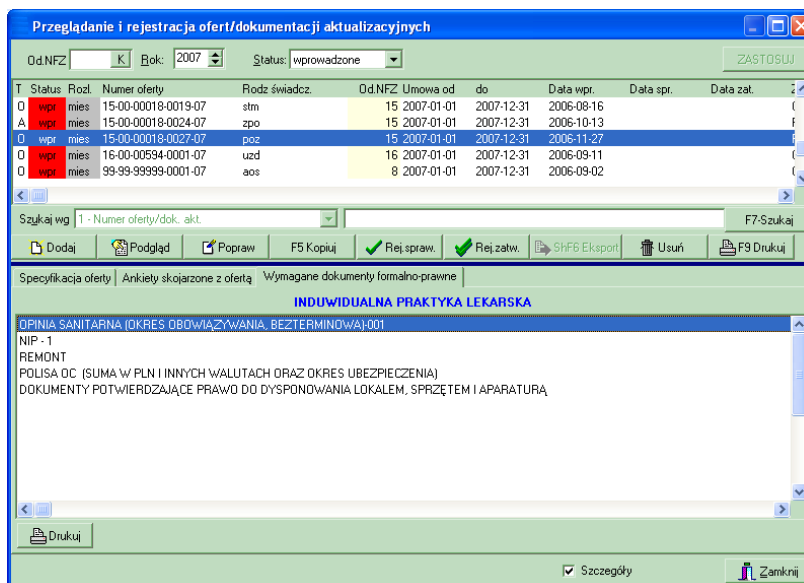 Przeglądanie i rejestracja ofert/dokumentacji aktualizacyjnych
Od.NFZ K Rok: 2007 Status: wprowadzone ZASTOSUJ
T Status Rozl. Numer oferty Rodz świadcz. Od.NFZ Umowa od do Data wpr. Data spr. Data zat.
O wpr mies 15-00-00018-0019-07 stm 15 2007-01-01 2007-12-31 2006-08-16
A wpr mies 15-00-00018-0024-07 zpo 15 2007-01-01 2007-12-31 2006-10-13
O wpr mies 15-00-00018-0027-07 poz 15 2007-01-01 2007-12-31 2006-11-27
O wpr mies 16-00-00594-0001-07 uzd 16 2007-01-01 2007-12-31 2006-09-11
O wpr mies 99-99-99999-0001-07 aos 8 2007-01-01 2007-12-31 2006-09-02
Szukaj wg 1 - Numer oferty/dok. akt. F7-Szukaj
Dodaj Podgląd Popraw F5 Kopiuj Rej.spraw. Rej.zatw. ShF6 Eksport Usuń F9 Drukuj
Specyfikacja oferty Ankiety skojarzone z ofertą Wymagane dokumenty formalno-prawne
INDUWIDUALNA PRAKTYKA LEKARSKA
OPINIA SANITARNA (OKRES OBOWIĄZYWANIA, BEZTERMINOWA)-001
NIP - 1
REMONT
POLISA OC (SUMA W PLN I INNYCH WALUTACH ORAZ OKRES UBEZPIECZENIA)
DOKUMENTY POTWIERDZAJĄCE PRAWO DO DYSPONOWANIA LOKALEM, SPRZĘTEM I APARATURĄ
Drukuj
Szczegóły Zamknij